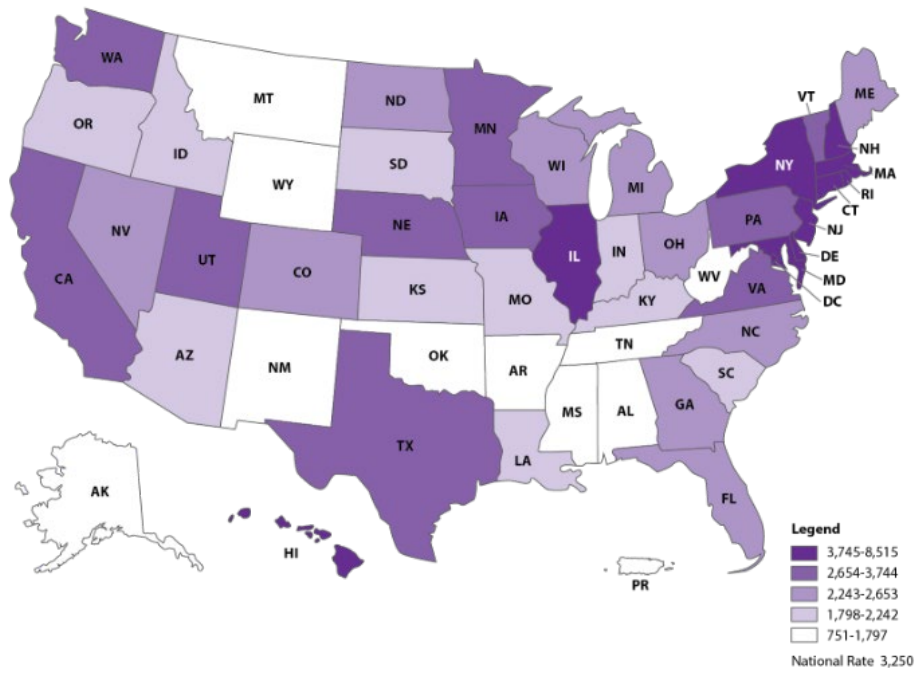 WA
MT
ND
MN
VT
ME
OR
ID
SD
WI
NY
NH
MA
WY
MI
RI
CT
NE
IA
PA
NJ
NV
UT
CO
IL
IN
OH
DE
MD
WV
VA
DC
CA
KS
MO
KY
AZ
NM
OK
AR
TN
NC
SC
MS
AL
GA
TX
LA
FL
AK
HI
PR
Legend
3,745-8,515
2,654-3,744
2,243-2,653
1,798-2,242
751-1,797
National Rate 3,250